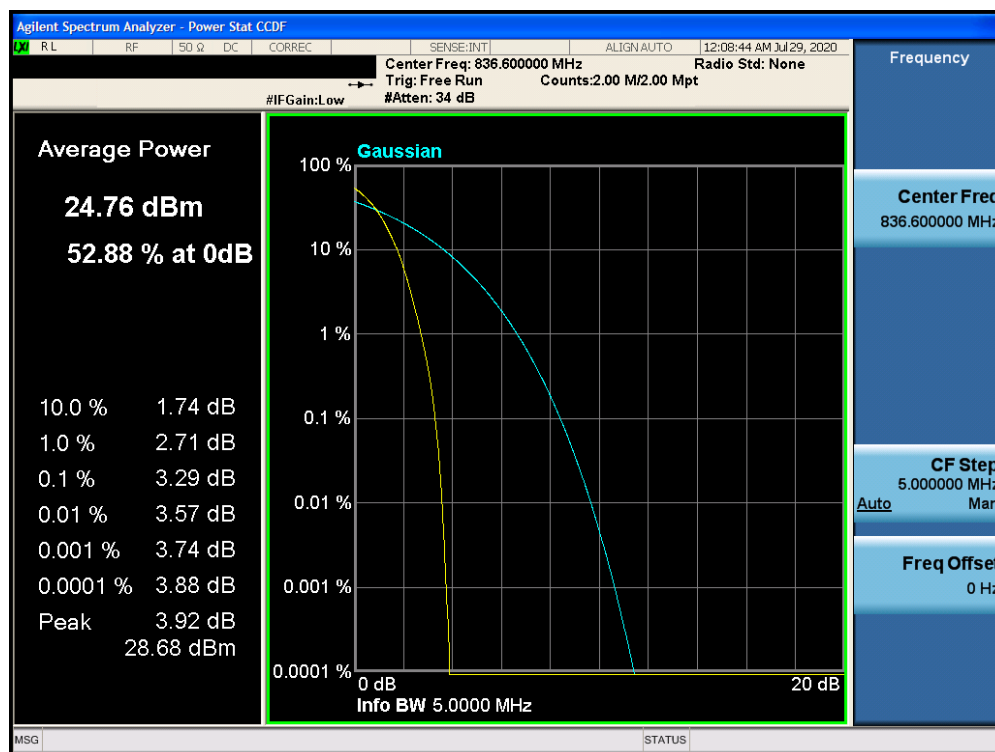 Agilent Spectrum Analyzer - Power Stat CCDF
LXI RL RF 50 Ω DC CORREC SENSE:INT ALIGN AUTO 12:08:44 AM Jul 29, 2020
Center Freq: 836.600000 MHz Radio Std: None
Trig: Free Run Counts:2.00 M/2.00 Mpt
#IFGain:Low #Atten: 34 dB
Average Power
24.76 dBm
52.88 % at 0dB
10.0 % 1.74 dB
1.0 % 2.71 dB
0.1 % 3.29 dB
0.01 % 3.57 dB
0.001 % 3.74 dB
0.0001 % 3.88 dB
Peak 3.92 dB
28.68 dBm
Gaussian
100 %
10 %
1 %
0.1 %
0.01 %
0.001 %
0.0001 %
0 dB 20 dB
Info BW 5.0000 MHz
Frequency
Center Freq
836.600000 MHz
CF Step
5.000000 MHz
Auto Man
Freq Offset
0 Hz
MSG STATUS